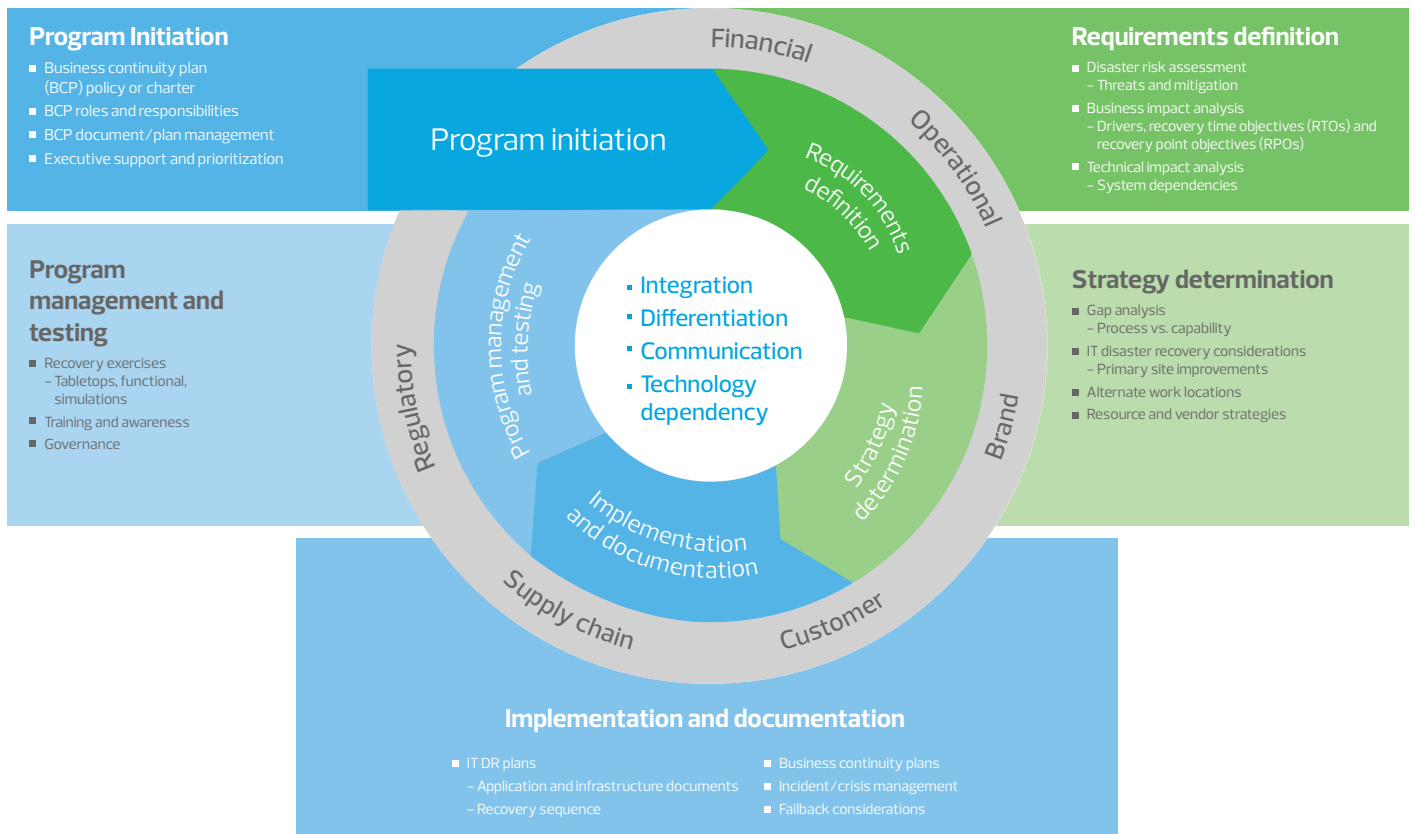 Program Initiation
▪ Business continuity plan
(BCP) policy or charter
▪ BCP roles and responsibilities
▪ BCP document/plan management
▪ Executive support and prioritization
Financial
Operational
Brand
Customer
Supply chain
Regulatory
Program initiation
Requirements
definition
Strategy
determination
Implementation
and documentation
Program management
and testing
▪ Integration
▪ Differentiation
▪ Communication
▪ Technology
dependency
Requirements definition
▪ Disaster risk assessment
– Threats and mitigation
▪ Business impact analysis
– Drivers, recovery time objectives (RTOs) and
recovery point objectives (RPOs)
▪ Technical impact analysis
– System dependencies
Program
management and
testing
▪ Recovery exercises
– Tabletops, functional,
simulations
▪ Training and awareness
▪ Governance
Strategy determination
▪ Gap analysis
– Process vs. capability
▪ IT disaster recovery considerations
– Primary site improvements
▪ Alternate work locations
▪ Resource and vendor strategies
Implementation and documentation
▪ IT DR plans
– Application and infrastructure documents
– Recovery sequence
▪ Business continuity plans
▪ Incident/crisis management
▪ Failback considerations